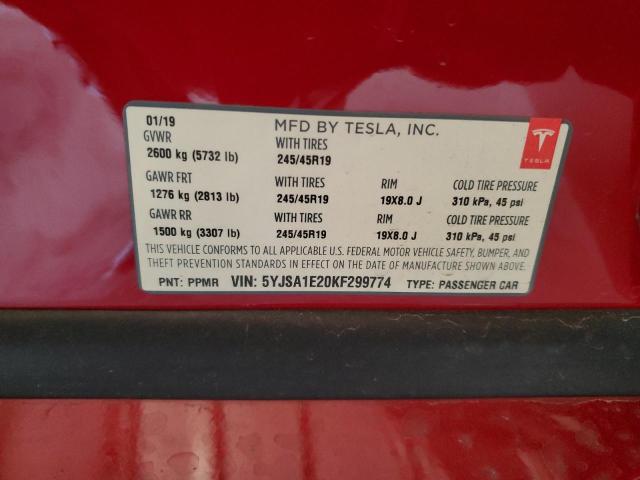 01/19 MFD BY TESLA, INC.
GVWR WITH TIRES
2600 kg (5732 lb) 245/45R19
TESLA
GAWR FRT WITH TIRES RIM COLD TIRE PRESSURE
1276 kg (2813 lb) 245/45R19 19X8.0 J 310 kPa, 45 psi
GAWR RR WITH TIRES RIM COLD TIRE PRESSURE
1500 kg (3307 lb) 245/45R19 19X8.0 J 310 kPa, 45 psi
THIS VEHICLE CONFORMS TO ALL APPLICABLE U.S. FEDERAL MOTOR VEHICLE SAFETY, BUMPER, AND
THEFT PREVENTION STANDARDS IN EFFECT ON THE DATE OF MANUFACTURE SHOWN ABOVE.
PNT: PPMR VIN: 5YJSA1E20KF299774 TYPE: PASSENGER CAR